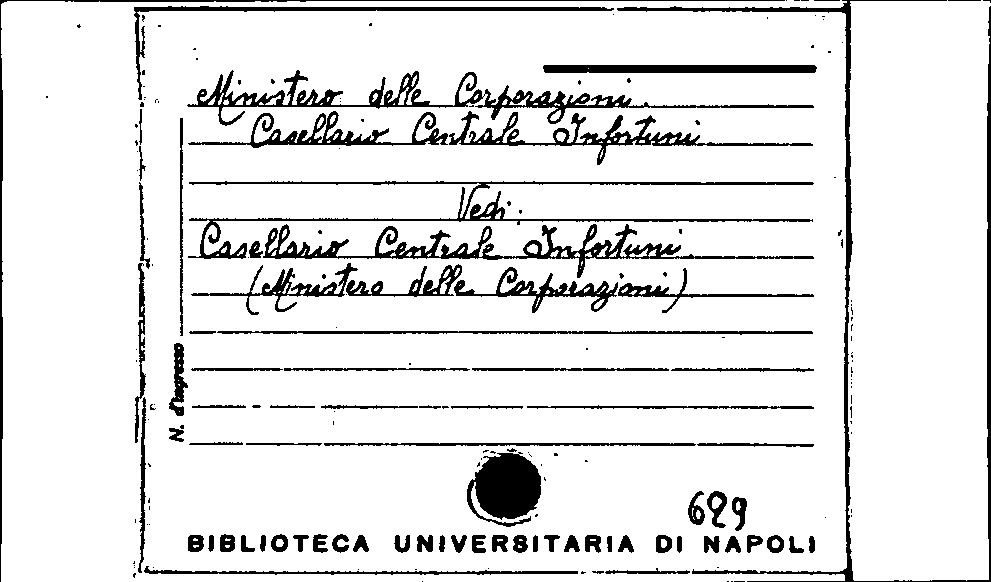 Ministero delle Corporazioni.
Casellario Centrale Infortuni.
Vedi:
Casellario Centrale Infortuni.
(Ministero delle Corporazioni)
N. d'Ingresso
629
BIBLIOTECA UNIVERSITARIA DI NAPOLI